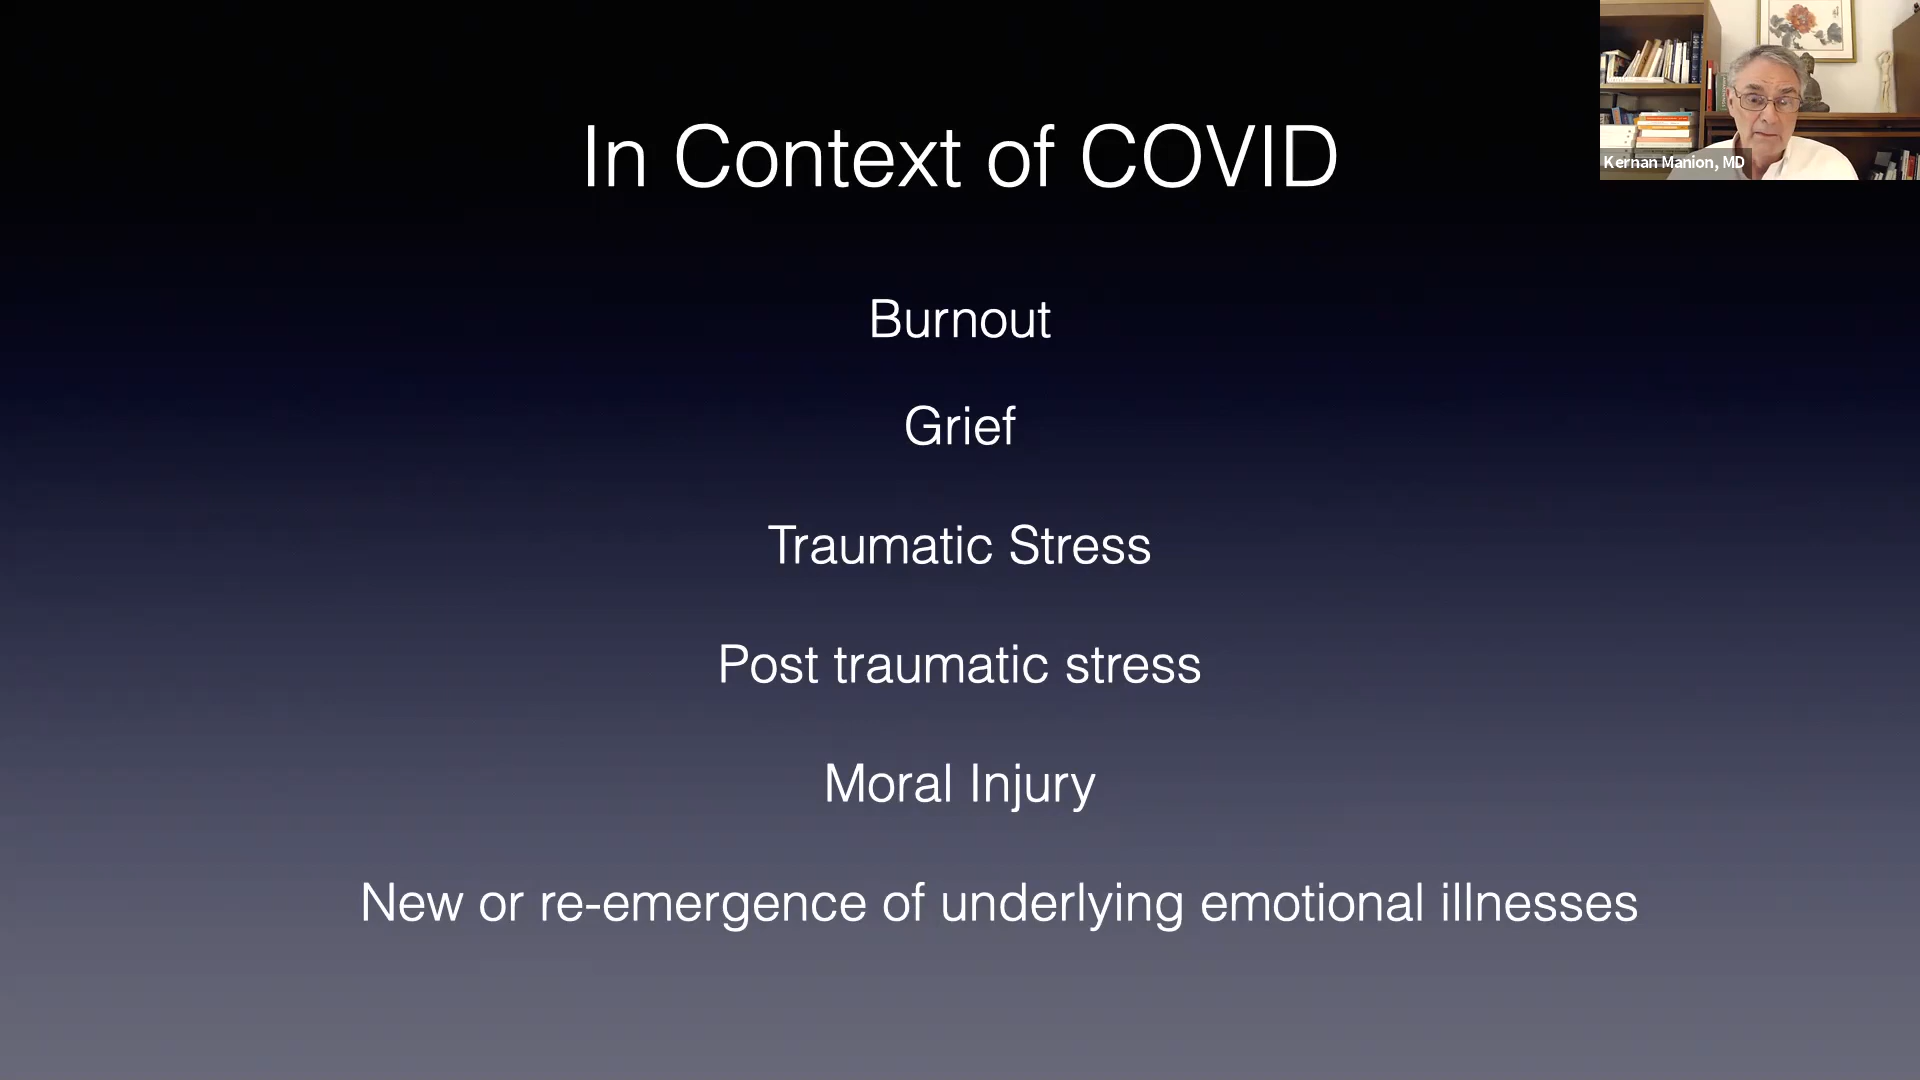 In Context of COVID
Kernan Manion, MD
Burnout
Grief
Traumatic Stress
Post traumatic stress
Moral Injury
New or re-emergence of underlying emotional illnesses